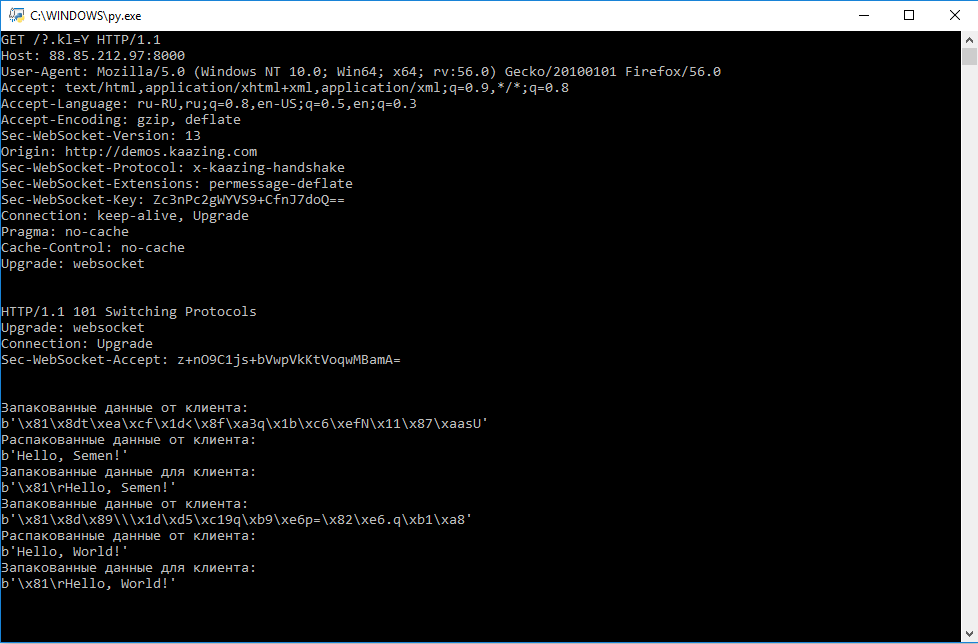 C:\WINDOWS\py.exe
GET /?.kl=Y HTTP/1.1
Host: 88.85.212.97:8000
User-Agent: Mozilla/5.0 (Windows NT 10.0; Win64; x64; rv:56.0) Gecko/20100101 Firefox/56.0
Accept: text/html,application/xhtml+xml,application/xml;q=0.9,*/*;q=0.8
Accept-Language: ru-RU,ru;q=0.8,en-US;q=0.5,en;q=0.3
Accept-Encoding: gzip, deflate
Sec-WebSocket-Version: 13
Origin: http://demos.kaazing.com
Sec-WebSocket-Protocol: x-kaazing-handshake
Sec-WebSocket-Extensions: permessage-deflate
Sec-WebSocket-Key: Zc3nPc2gWYVS9+CfnJ7doQ==
Connection: keep-alive, Upgrade
Pragma: no-cache
Cache-Control: no-cache
Upgrade: websocket
HTTP/1.1 101 Switching Protocols
Upgrade: websocket
Connection: Upgrade
Sec-WebSocket-Accept: z+nO9C1js+bVwpVkKtVoqwMBamA=
Запакованные данные от клиента:
b'\x81\x8dt\xea\xcf\x1d<\x8f\xa3q\x1b\xc6\xefN\x11\x87\xaasU'
Распакованные данные от клиента:
b'Hello, Semen!'
Запакованные данные для клиента:
b'\x81\rHello, Semen!'
Запакованные данные от клиента:
b'\x81\x8d\x89\\\x1d\xd5\xc19q\xb9\xe6p=\x82\xe6.q\xb1\xa8'
Распакованные данные от клиента:
b'Hello, World!'
Запакованные данные для клиента:
b'\x81\rHello, World!'